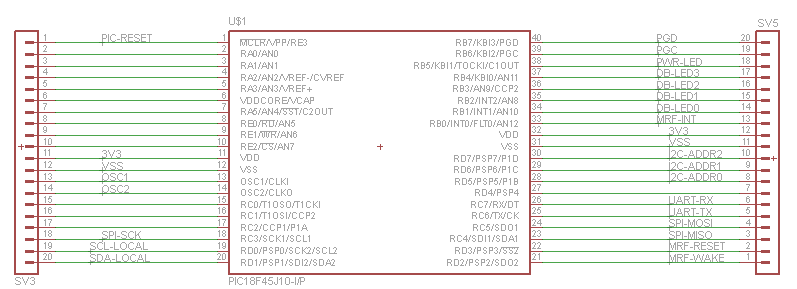 U$1
SV5
1 PIC-RESET 1 MCLR/VPP/RE3 RB7/KBI3/PGD 40 PGD 20
2 2 RA0/AN0 RB6/KBI2/PGC 39 PGC 19
3 3 RA1/AN1 RB5/KBI1/TOCKI/C1OUT 38 PWR-LED 18
4 4 RA2/AN2/VREF-/CVREF RB4/KBI0/AN11 37 DB-LED3 17
5 5 RA3/AN3/VREF+ RB3/AN9/CCP2 36 DB-LED2 16
6 6 VDDCORE/VCAP RB2/INT2/AN8 35 DB-LED1 15
7 7 RA5/AN4/SST/C2OUT RB1/INT1/AN10 34 DB-LED0 14
8 8 RE0/RD/AN5 RB0/INT0/FLT0/AN12 33 MRF-INT 13
9 9 RE1/WR/AN6 VDD 32 3V3 12
10 10 RE2/CS/AN7 VSS 31 VSS 11
11 3V3 11 VDD RD7/PSP7/P1D 30 I2C-ADDR2 10
12 VSS 12 VSS RD6/PSP6/P1C 29 I2C-ADDR1 9
13 OSC1 13 OSC1/CLKI RD5/PSP5/P1B 28 I2C-ADDR0 8
14 OSC2 14 OSC2/CLKO RD4/PSP4 27 7
15 15 RC0/T1OSO/T1CKI RC7/RX/DT 26 UART-RX 6
16 16 RC1/T1OSI/CCP2 RC6/TX/CK 25 UART-TX 5
17 17 RC2/CCP1/P1A RC5/SDO1 24 SPI-MOSI 4
18 SPI-SCK 18 RC3/SCK1/SCL1 RC4/SDI1/SDA1 23 SPI-MISO 3
19 SCL-LOCAL 19 RD0/PSP0/SCK2/SCL2 RD3/PSP3/SS2 22 MRF-RESET 2
20 SDA-LOCAL 20 RD1/PSP1/SDI2/SDA2 RD2/PSP2/SDO2 21 MRF-WAKE 1
SV3
PIC18F45J10-I/P